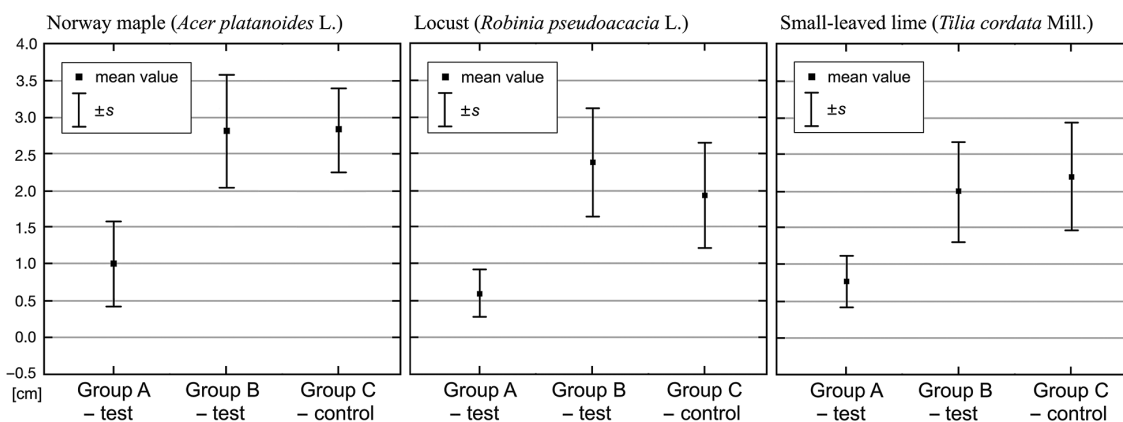 Norway maple (Acer platanoides L.)
Locust (Robinia pseudoacacia L.)
Small-leaved lime (Tilia cordata Mill.)
4.0
3.5
3.0
2.5
2.0
1.5
1.0
0.5
0.0
–0.5
[cm]
mean value
±s
mean value
±s
mean value
±s
Group A
– test
Group B
– test
Group C
– control
Group A
– test
Group B
– test
Group C
– control
Group A
– test
Group B
– test
Group C
– control